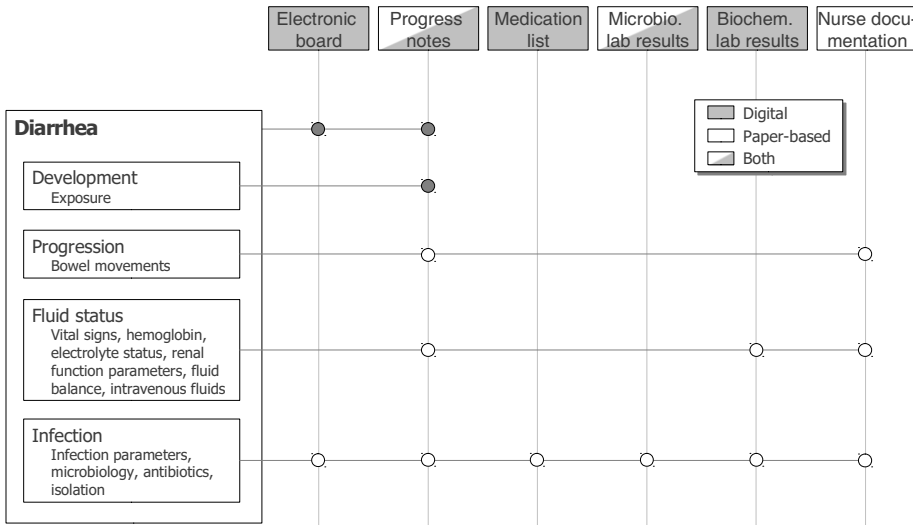 Electronic
board
Progress
notes
Medication
list
Microbio.
lab results
Biochem.
lab results
Nurse docu-
mentation
Digital
Paper-based
Both
Diarrhea
Development
Exposure
Progression
Bowel movements
Fluid status
Vital signs, hemoglobin,
electrolyte status, renal
function parameters, fluid
balance, intravenous fluids
Infection
Infection parameters,
microbiology, antibiotics,
isolation